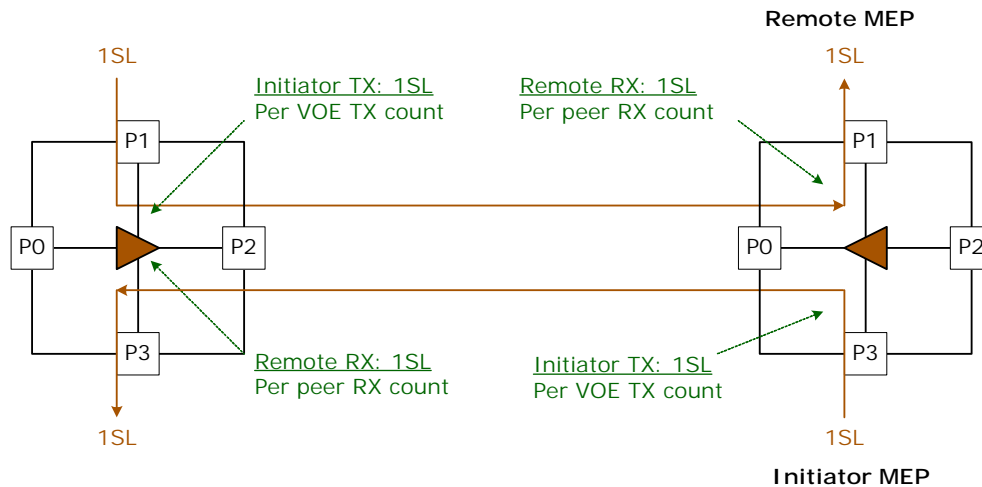 Remote MEP
1SL
1SL
Initiator TX: 1SL
Per VOE TX count
Remote RX: 1SL
Per peer RX count
P1
P1
P0
P2
P0
P2
P3
P3
Remote RX: 1SL
Per peer RX count
Initiator TX: 1SL
Per VOE TX count
1SL
1SL
Initiator MEP